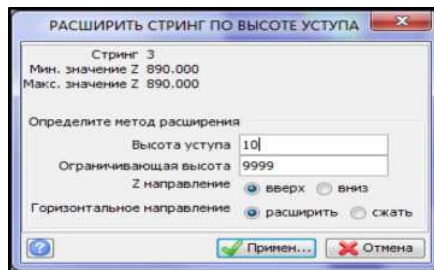 РАСШИРИТЬ СТРИНГ ПО ВЫСОТЕ УСТУПА
Стринг 3
Мин. значение Z 890.000
Макс. значение Z 890.000
Определите метод расширения
Высота уступа 10
Ограничивающая высота 9999
Z направление вверх вниз
Горизонтальное направление расширить сжать
Примен... Отмена